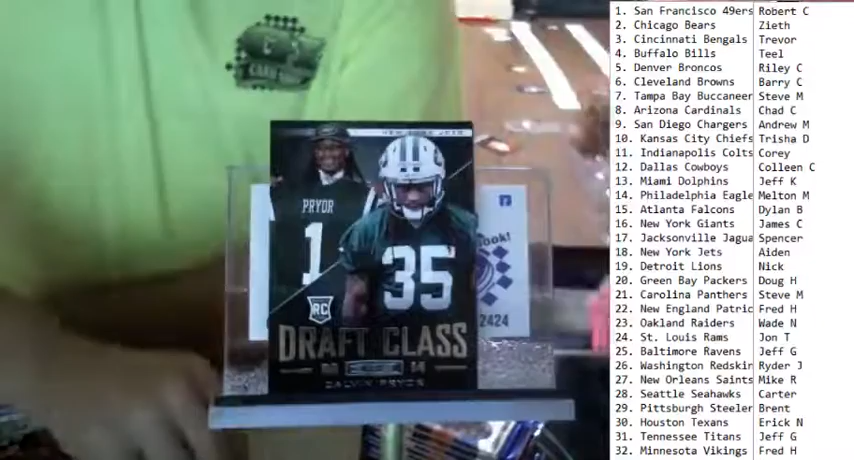 NEW YORK JETS
PRYOR
1
35
RC
look!
2424
DRAFT CLASS
20 14
CALVIN PRYOR
1. San Francisco 49ers Robert C
2. Chicago Bears Zieth
3. Cincinnati Bengals Trevor
4. Buffalo Bills Teel
5. Denver Broncos Riley C
6. Cleveland Browns Barry C
7. Tampa Bay Buccaneer Steve M
8. Arizona Cardinals Chad C
9. San Diego Chargers Andrew M
10. Kansas City Chiefs Trisha D
11. Indianapolis Colts Corey
12. Dallas Cowboys Colleen C
13. Miami Dolphins Jeff K
14. Philadelphia Eagle Melton M
15. Atlanta Falcons Dylan B
16. New York Giants James C
17. Jacksonville Jagua Spencer
18. New York Jets Aiden
19. Detroit Lions Nick
20. Green Bay Packers Doug H
21. Carolina Panthers Steve M
22. New England Patric Fred H
23. Oakland Raiders Wade N
24. St. Louis Rams Jon T
25. Baltimore Ravens Jeff G
26. Washington Redskin Ryder J
27. New Orleans Saints Mike R
28. Seattle Seahawks Carter
29. Pittsburgh Steeler Brent
30. Houston Texans Erick N
31. Tennessee Titans Jeff G
32. Minnesota Vikings Fred H